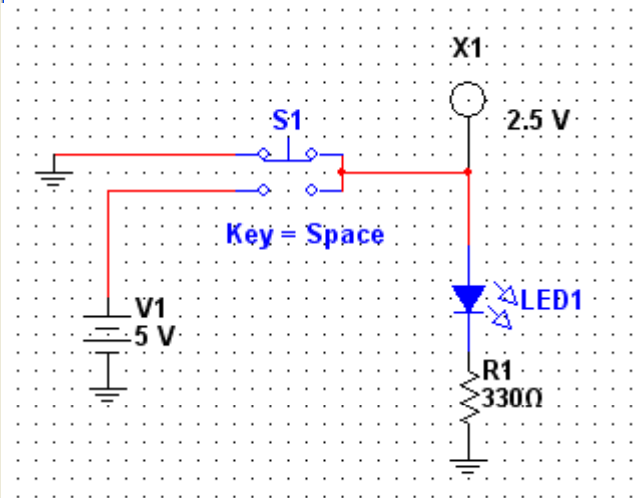 X1
2.5 V
S1
Key = Space
V1
5 V
LED1
R1
330Ω